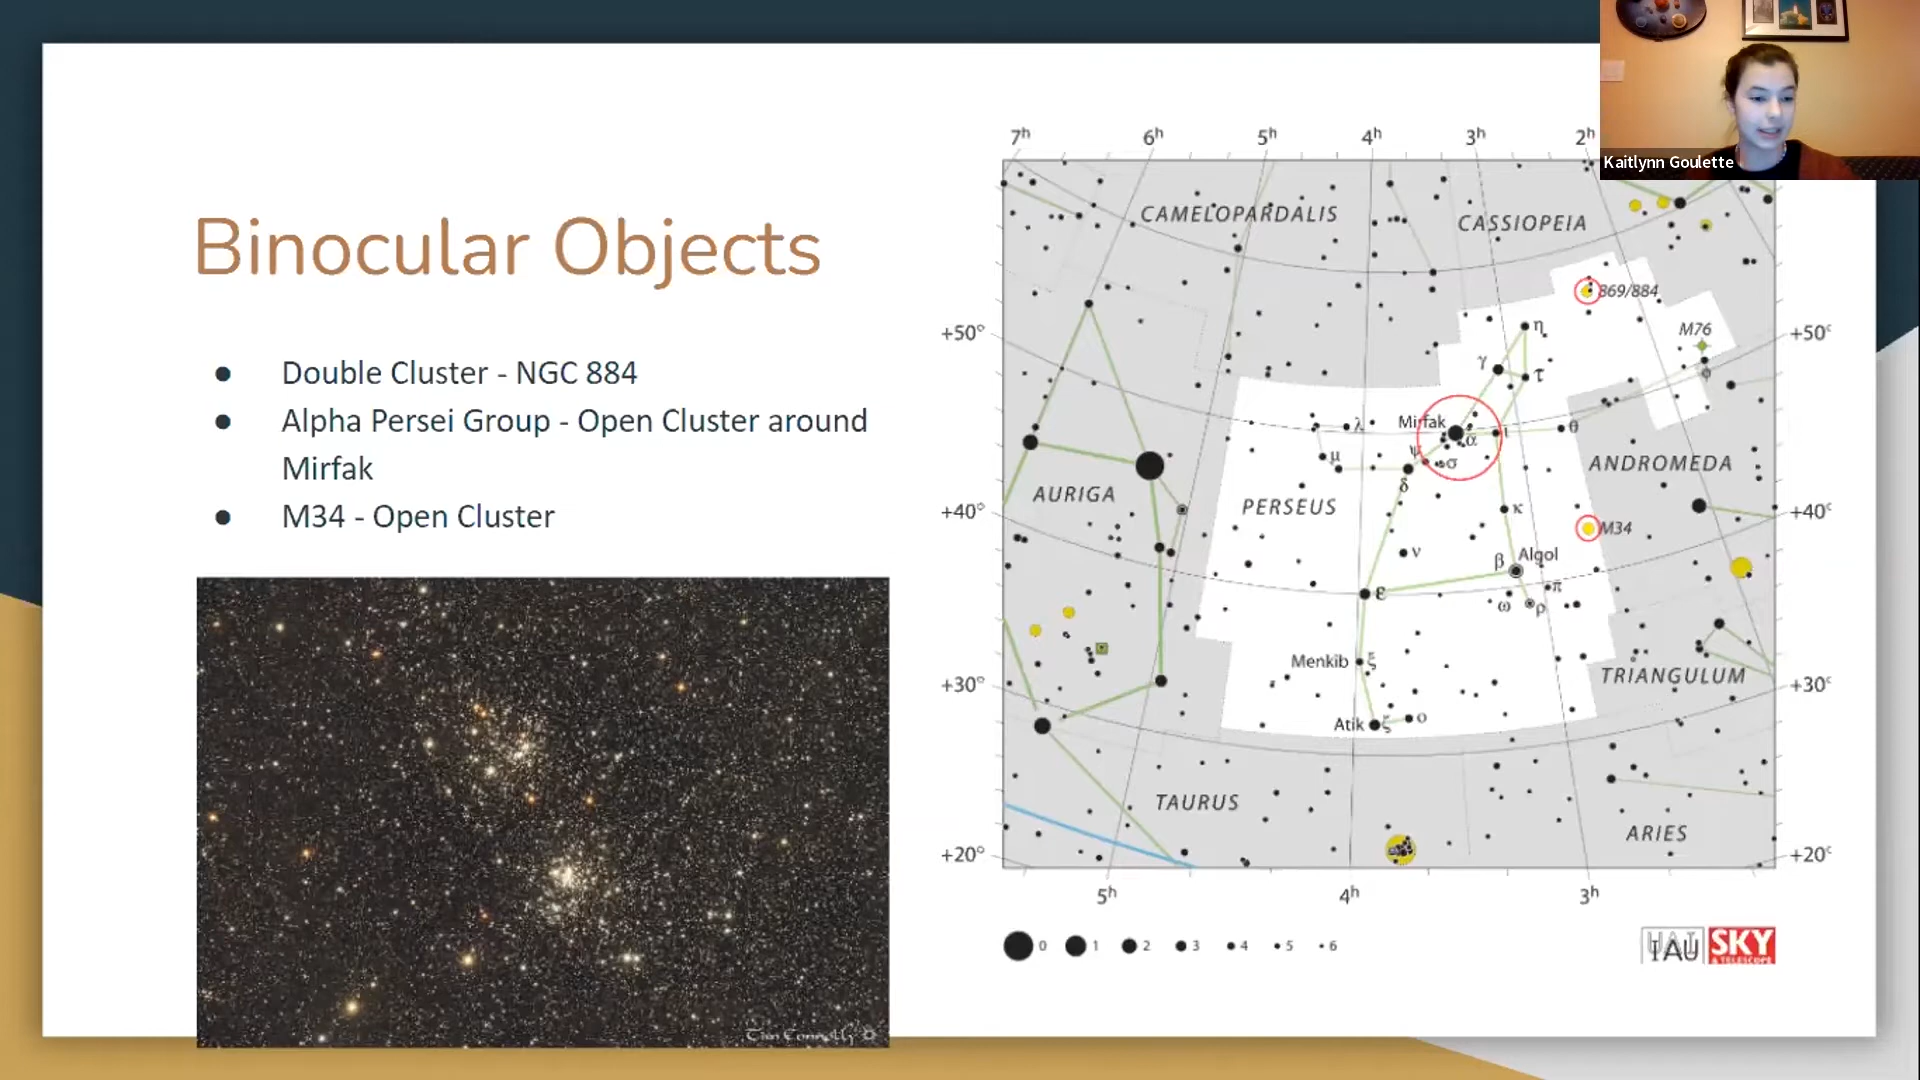 Kaitlynn Goulette
Binocular Objects
● Double Cluster - NGC 884
● Alpha Persei Group - Open Cluster around
Mirfak
● M34 - Open Cluster
Tim Connolly
7h 6h 5h 4h 3h 2h
CAMELOPARDALIS
CASSIOPEIA
869/884
+50°
η
M76
+50°
γ
τ
φ
Mirfak
λ
α
ι
θ
ψ
σ
μ
δ
ANDROMEDA
AURIGA
PERSEUS
κ
+40°
+40°
M34
ν
β Algol
ε
π
ω
ρ
Menkib ξ
TRIANGULUM
+30°
+30°
Atik ζ
ο
TAURUS
ARIES
+20°
+20°
5h 4h 3h
0 1 2 3 4 5 6
IAU
SKY
& TELESCOPE